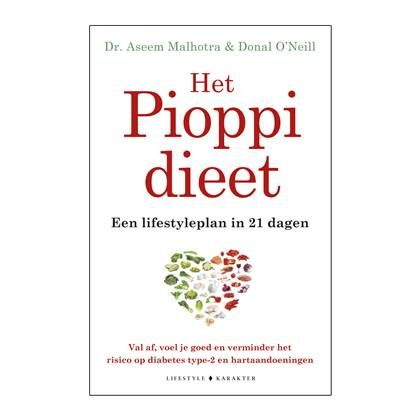 Dr. Aseem Malhotra & Donal O'Neill
Het
Pioppi
dieet
Een lifestyleplan in 21 dagen
Val af, voel je goed en verminder het
risico op diabetes type-2 en hartaandoeningen
LIFESTYLE ♦ KARAKTER